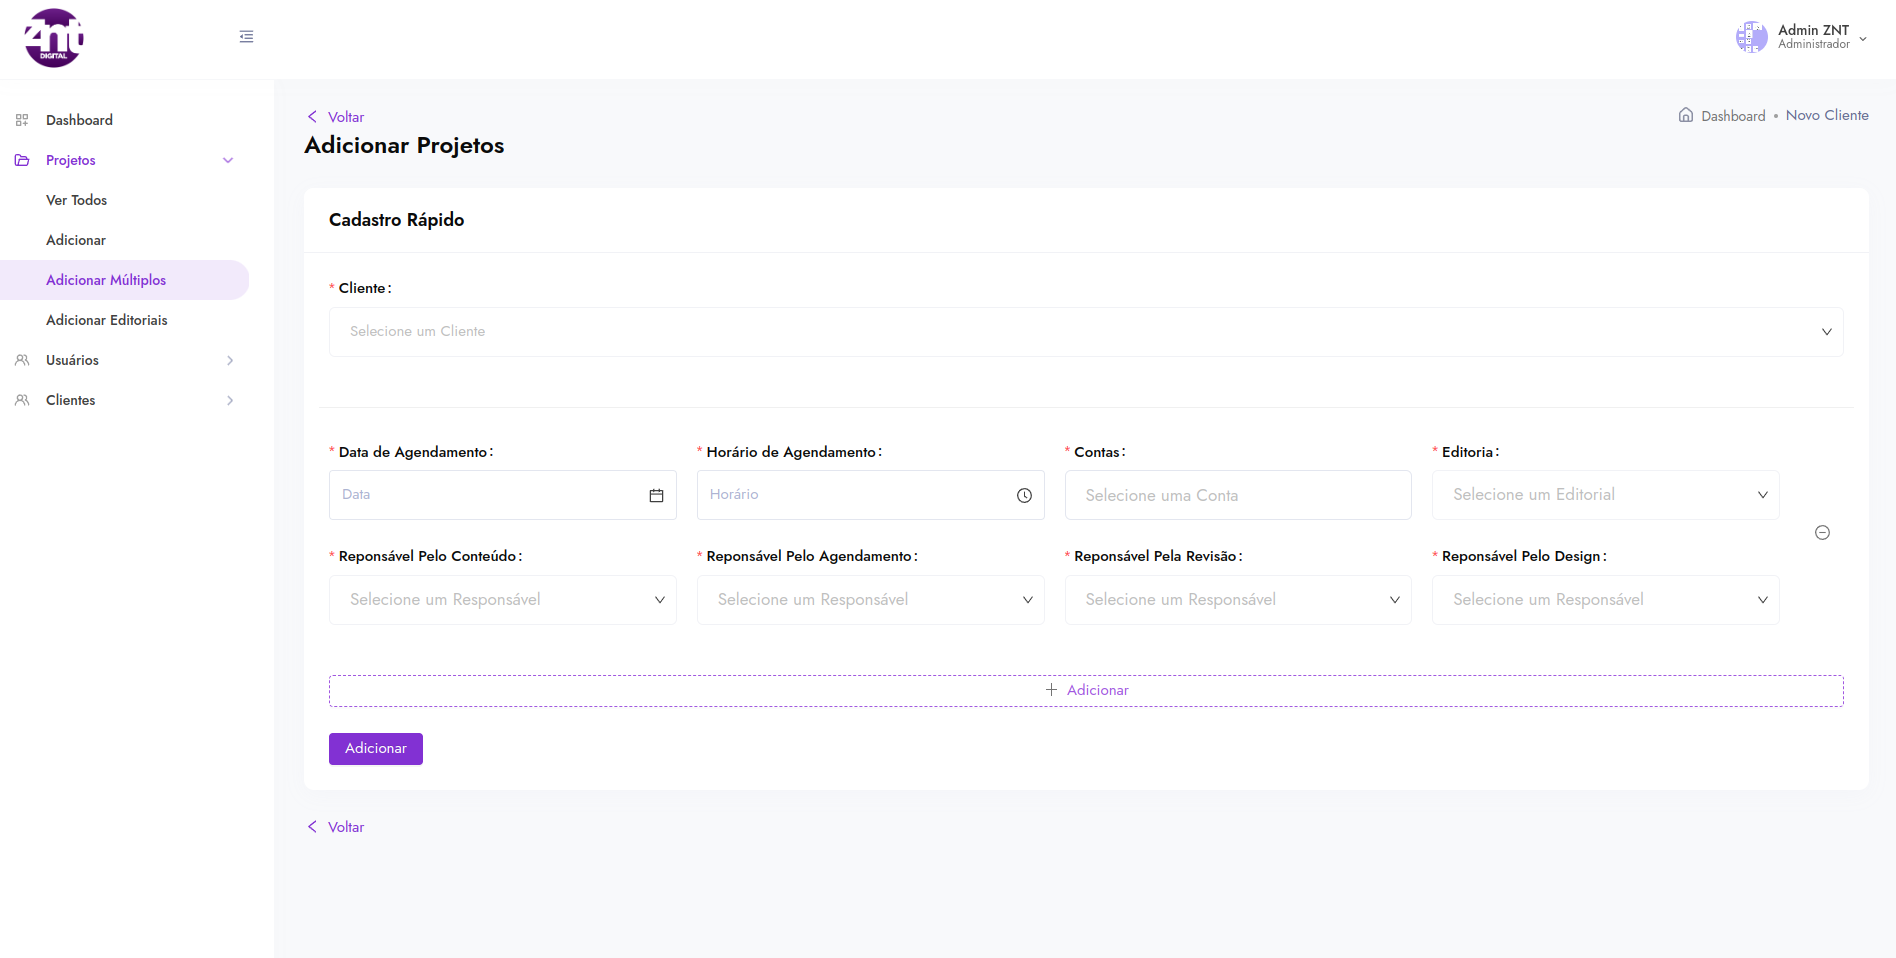 znt
DIGITAL
Admin ZNT
Administrador
Dashboard
Projetos
Ver Todos
Adicionar
Adicionar Múltiplos
Adicionar Editoriais
Usuários
Clientes
Voltar
Dashboard • Novo Cliente
Adicionar Projetos
Cadastro Rápido
* Cliente:
Selecione um Cliente
* Data de Agendamento: * Horário de Agendamento: * Contas: * Editoria:
Data Horário Selecione uma Conta Selecione um Editorial
* Reponsável Pelo Conteúdo: * Reponsável Pelo Agendamento: * Reponsável Pela Revisão: * Reponsável Pelo Design:
Selecione um Responsável Selecione um Responsável Selecione um Responsável Selecione um Responsável
+ Adicionar
Adicionar
Voltar